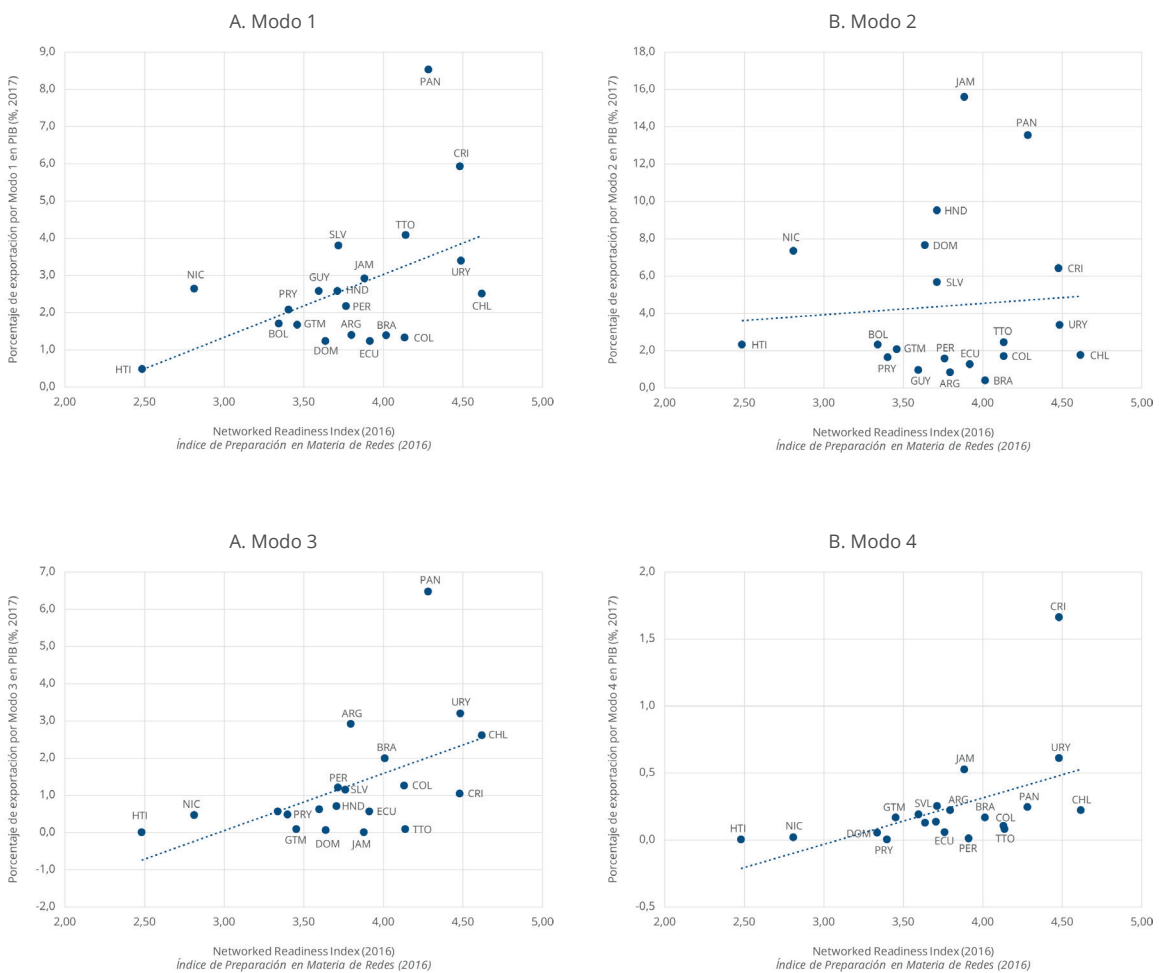 A. Modo 1
Porcentaje de exportación por Modo 1 en PIB (%, 2017)
9,0
8,0
7,0
6,0
5,0
4,0
3,0
2,0
1,0
0,0
PAN
CRI
TTO
SLV
URY
JAM
NIC
GUY
HND
CHL
PRY
PER
BOL
GTM
ARG
BRA
COL
DOM
ECU
HTI
2,00 2,50 3,00 3,50 4,00 4,50 5,00
Networked Readiness Index (2016)
Índice de Preparación en Materia de Redes (2016)
B. Modo 2
Porcentaje de exportación por Modo 2 en PIB (%, 2017)
18,0
16,0
14,0
12,0
10,0
8,0
6,0
4,0
2,0
0,0
JAM
PAN
HND
NIC
DOM
CRI
SLV
URY
TTO
BOL
HTI
GTM
PER
ECU
COL
CHL
PRY
GUY
ARG
BRA
2,00 2,50 3,00 3,50 4,00 4,50 5,00
Networked Readiness Index (2016)
Índice de Preparación en Materia de Redes (2016)
A. Modo 3
Porcentaje de exportación por Modo 3 en PIB (%, 2017)
7,0
6,0
5,0
4,0
3,0
2,0
1,0
0,0
-1,0
-2,0
PAN
URY
ARG
CHL
BRA
PER
SLV
COL
CRI
NIC
HND
PRY
ECU
HTI
GTM
DOM
JAM
TTO
2,00 2,50 3,00 3,50 4,00 4,50 5,00
Networked Readiness Index (2016)
Índice de Preparación en Materia de Redes (2016)
B. Modo 4
Porcentaje de exportación por Modo 4 en PIB (%, 2017)
2,0
1,5
1,0
0,5
0,0
-0,5
CRI
URY
JAM
PAN
CHL
GTM
SVL
ARG
BRA
COL
HTI
NIC
DOM
PRY
ECU
PER
TTO
2,00 2,50 3,00 3,50 4,00 4,50 5,00
Networked Readiness Index (2016)
Índice de Preparación en Materia de Redes (2016)